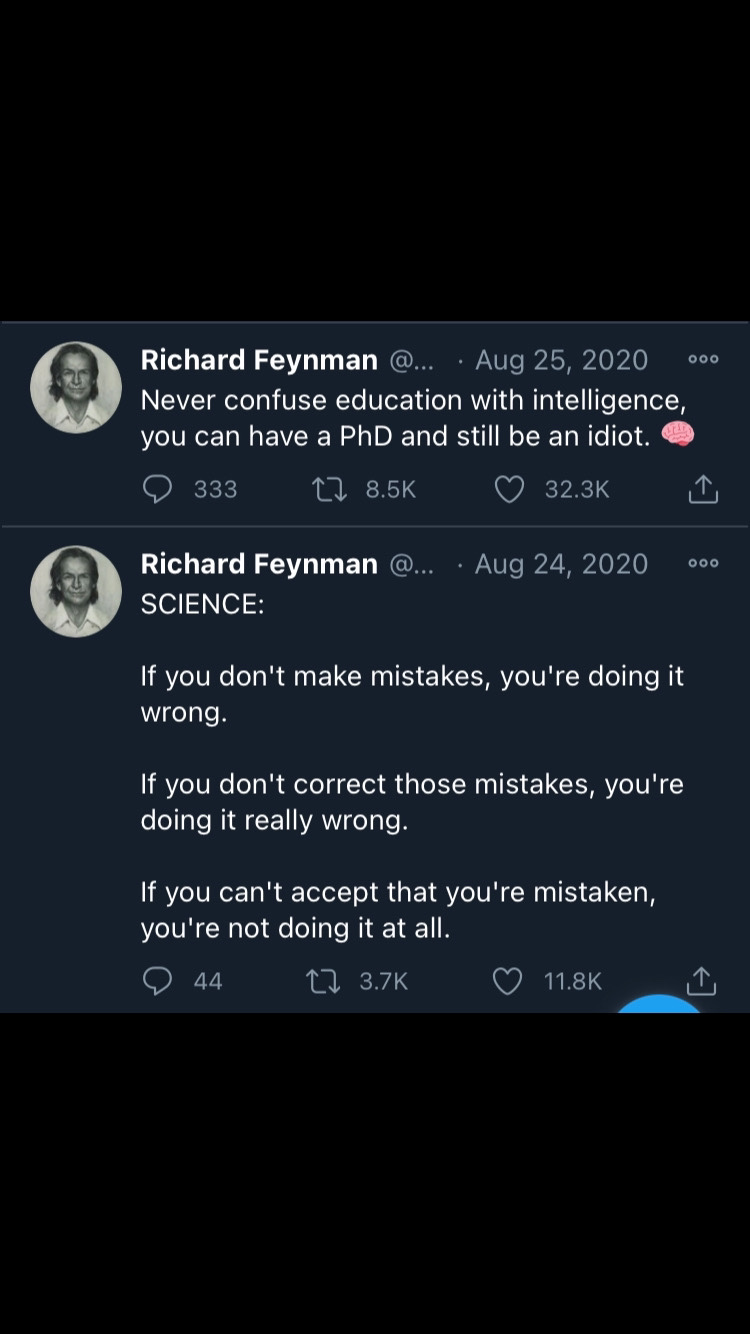 Richard Feynman @... · Aug 25, 2020
Never confuse education with intelligence,
you can have a PhD and still be an idiot. 🧠
333 8.5K 32.3K
Richard Feynman @... · Aug 24, 2020
SCIENCE:
If you don't make mistakes, you're doing it
wrong.
If you don't correct those mistakes, you're
doing it really wrong.
If you can't accept that you're mistaken,
you're not doing it at all.
44 3.7K 11.8K